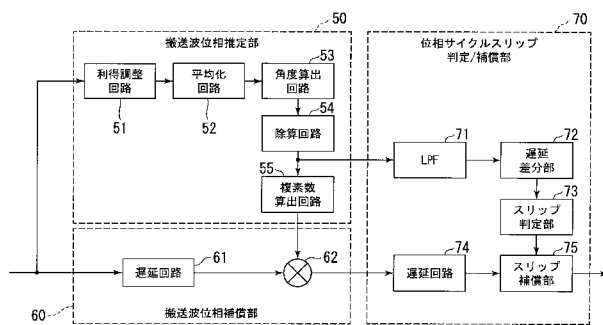 50
70
搬送波位相推定部
位相サイクルスリップ
判定/補償部
利得調整
回路
51
平均化
回路
52
角度算出
回路
53
除算回路
54
複素数
算出回路
55
LPF
71
遅延
差分部
72
スリップ
判定部
73
遅延回路
61
62
遅延回路
74
スリップ
補償部
75
60
搬送波位相補償部